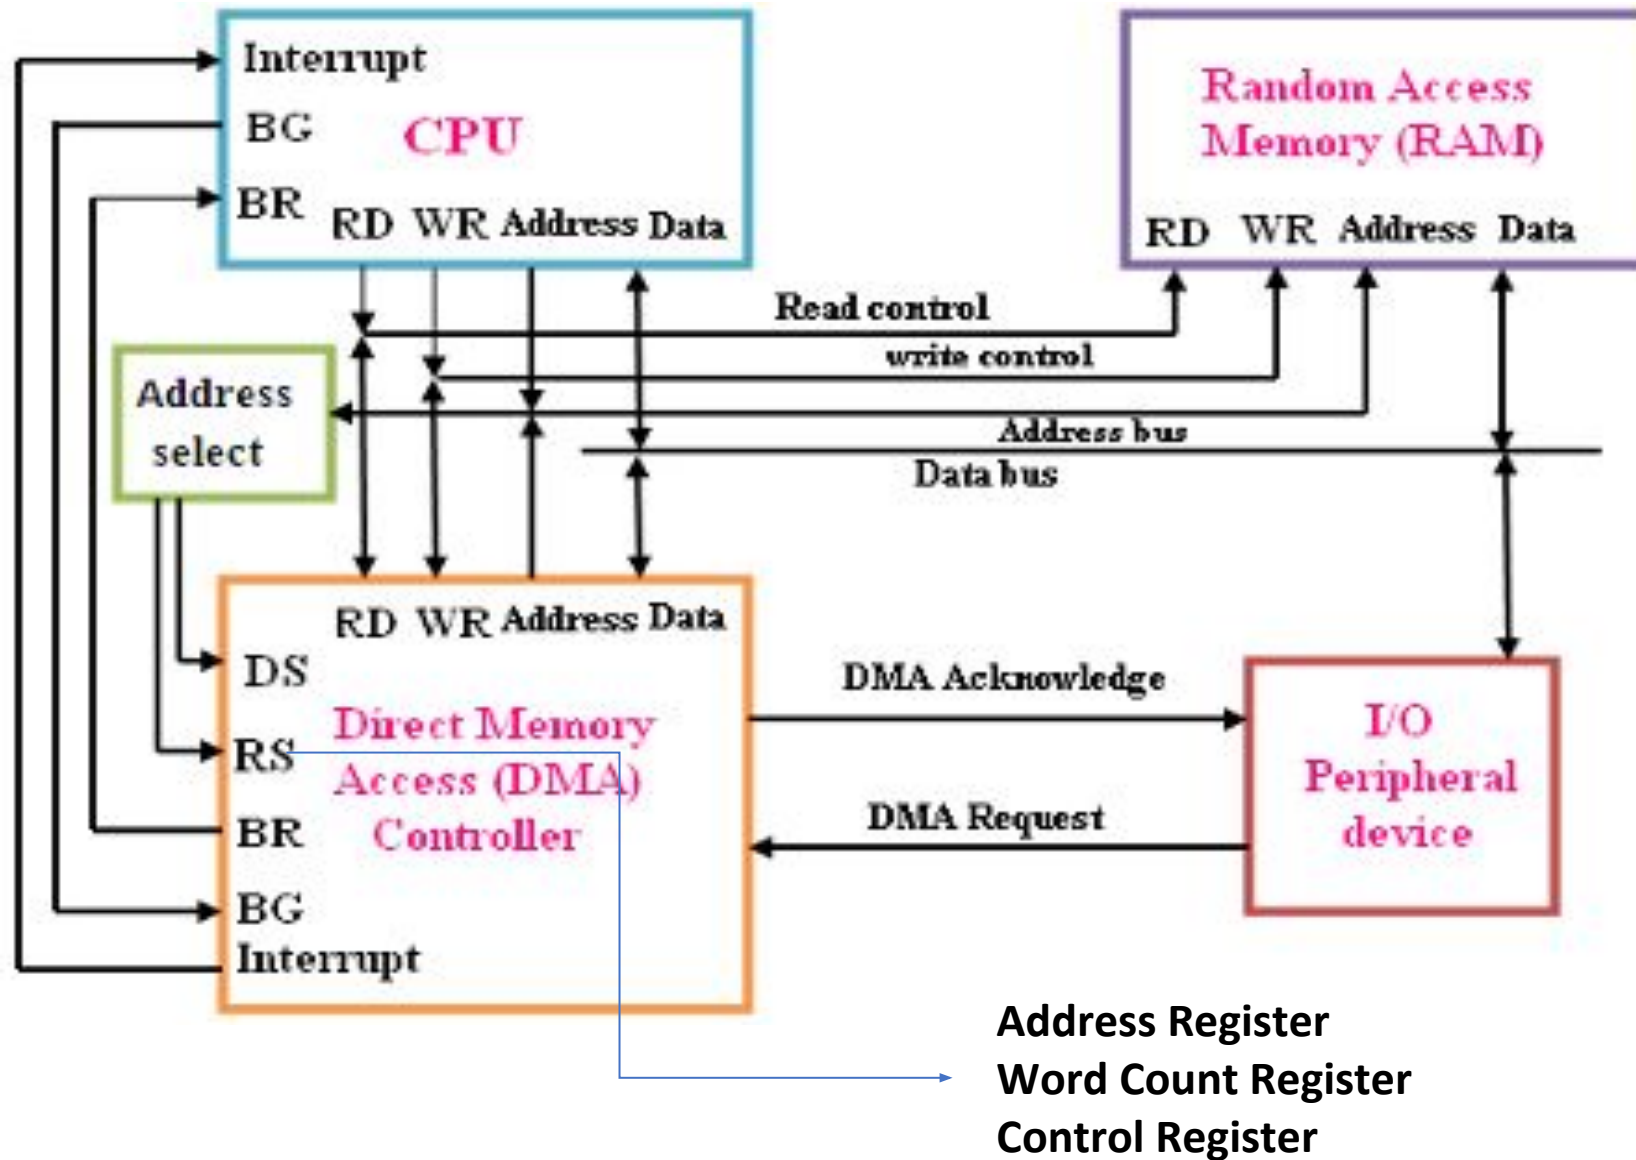 Interrupt
BG
CPU
BR
RD WR Address Data
Random Access
Memory (RAM)
RD WR Address Data
Read control
write control
Address
select
Address bus
Data bus
RD WR Address Data
DS
Direct Memory
RS
Access (DMA)
BR
Controller
BG
Interrupt
DMA Acknowledge
DMA Request
I/O
Peripheral
device
Address Register
Word Count Register
Control Register